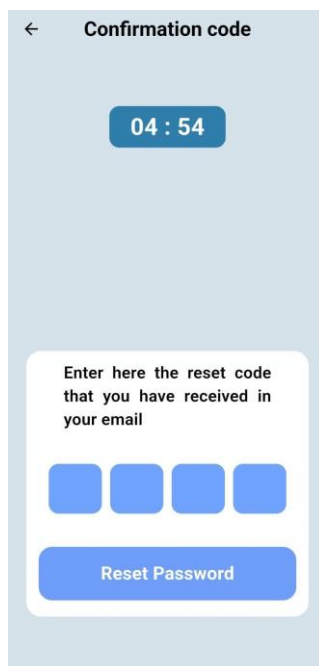 Confirmation code
04 : 54
Enter here the reset code
that you have received in
your email
Reset Password